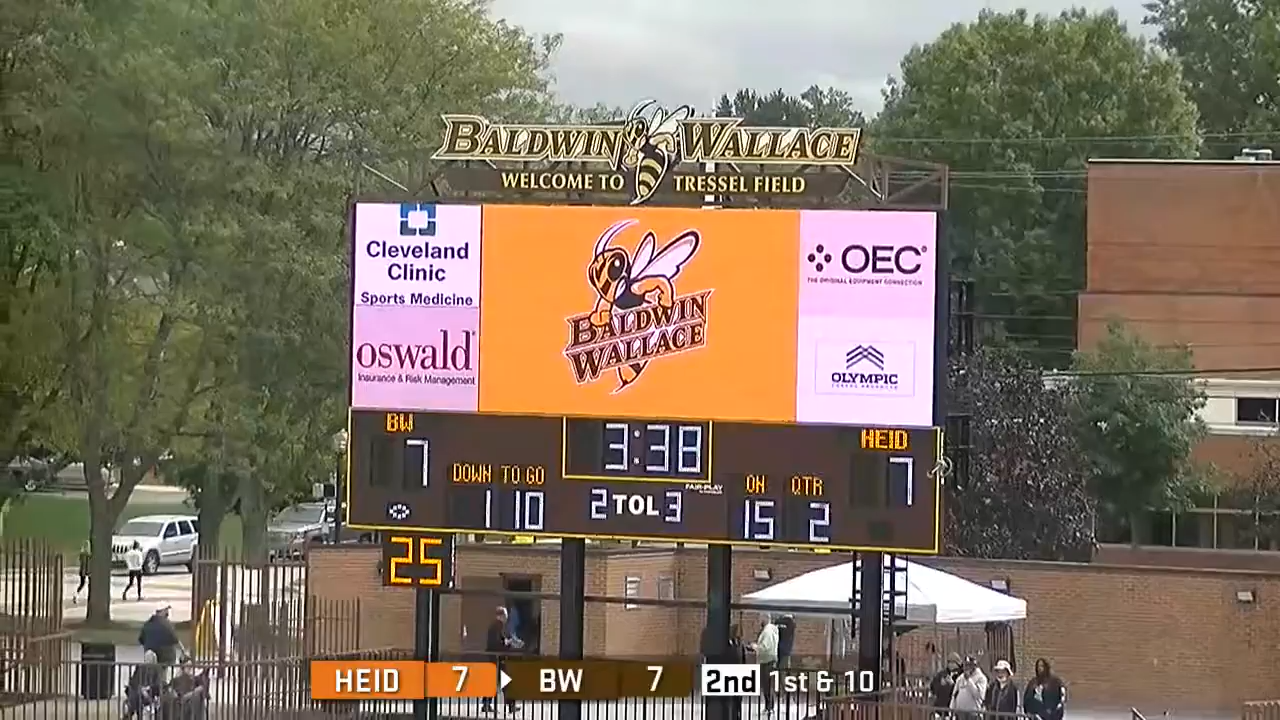 BALDWIN WALLACE
WELCOME TO TRESSEL FIELD
Cleveland
Clinic
Sports Medicine
oswald
Insurance & Risk Management
BALDWIN
WALLACE
OEC
THE ORIGINAL EQUIPMENT CONNECTION
OLYMPIC
BW
7
3:38
HEID
7
DOWN TO GO
1 10
2 TOL 3
FAIR-PLAY
ON QTR
15 2
25
HEID 7 BW 7 2nd 1st & 10